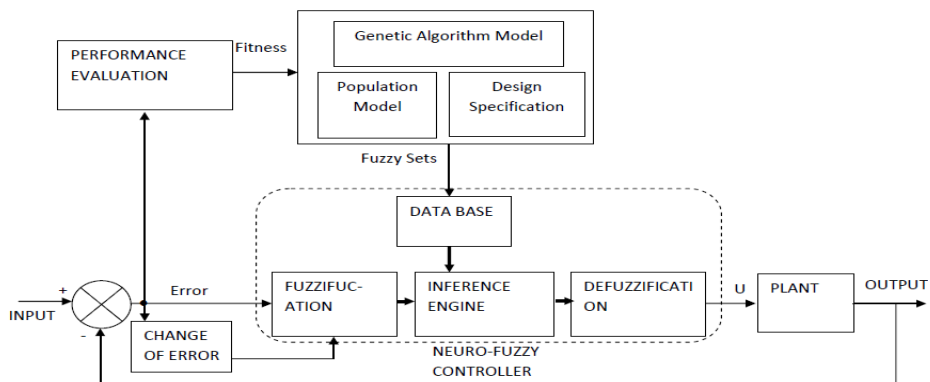 Genetic Algorithm Model
PERFORMANCE
EVALUATION
Fitness
Population
Model
Design
Specification
Fuzzy Sets
DATA BASE
+
INPUT
-
Error
CHANGE
OF ERROR
FUZZIFUC-
ATION
INFERENCE
ENGINE
DEFUZZIFICATI
ON
U
PLANT
OUTPUT
NEURO-FUZZY
CONTROLLER